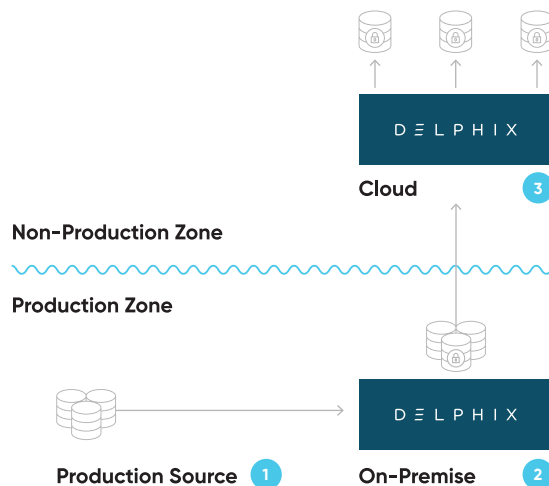 DELPHIX
Cloud 3
Non-Production Zone
Production Zone
DELPHIX
Production Source 1
On-Premise 2